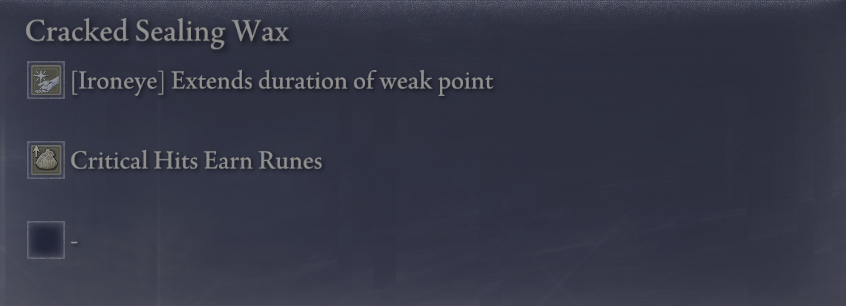 Cracked Sealing Wax
[Ironeye] Extends duration of weak point
Critical Hits Earn Runes
-